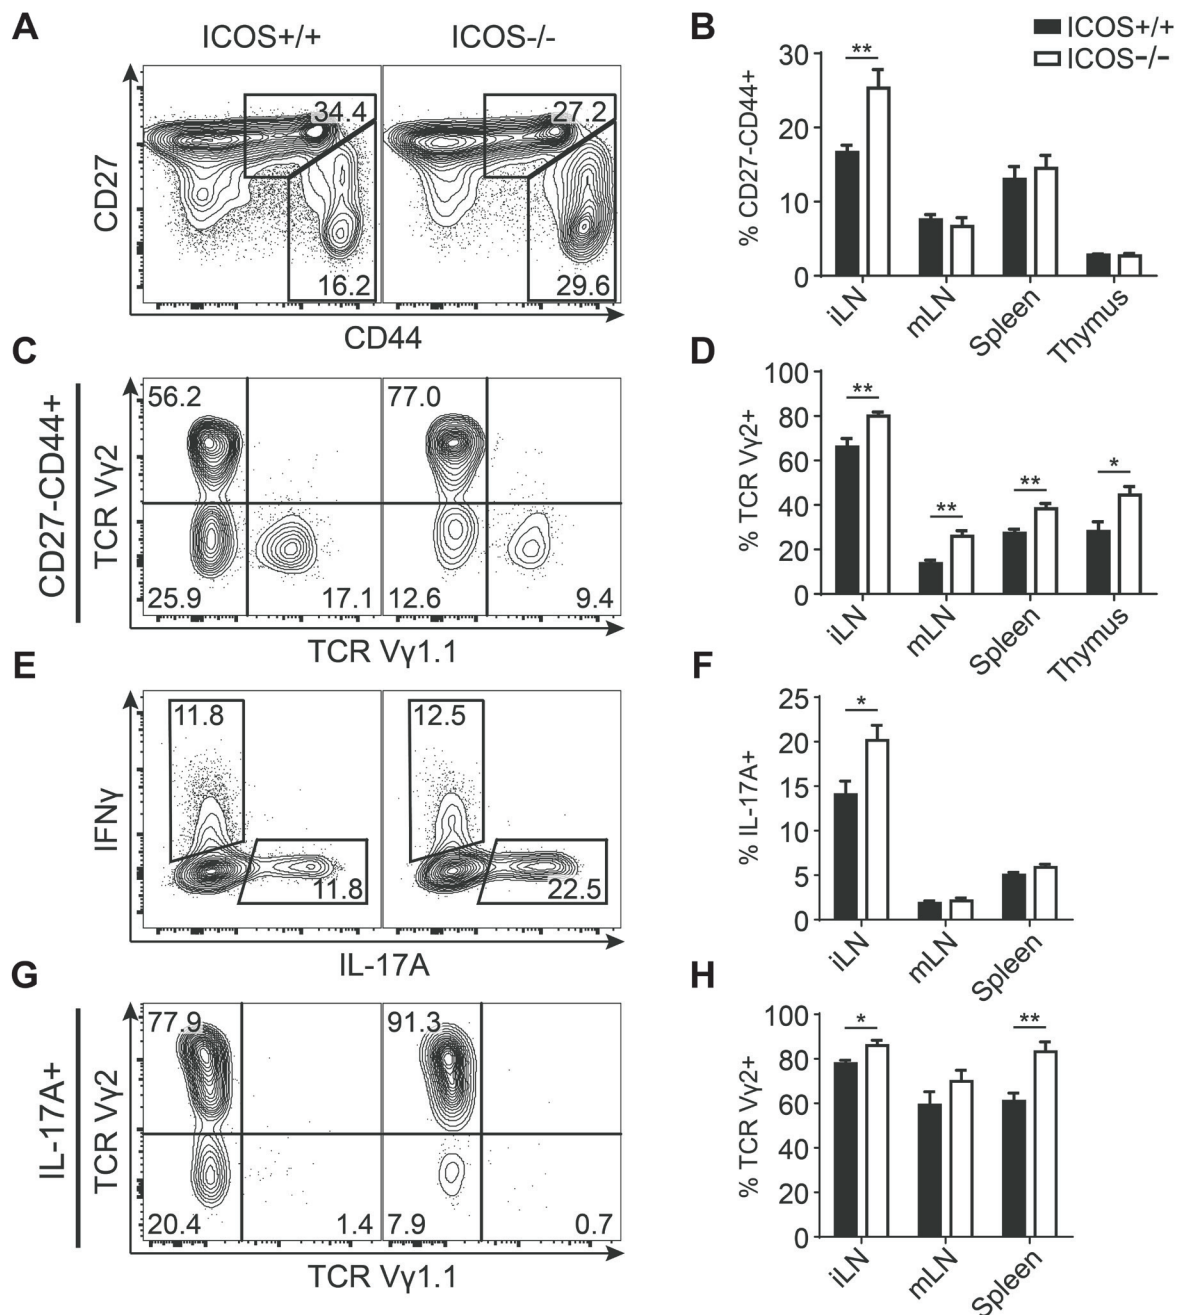 A
ICOS+/+
ICOS-/-
34.4
27.2
CD27
16.2
29.6
CD44
B
ICOS+/+
ICOS−/−
**
% CD27-CD44+
30
20
10
0
iLN
mLN
Spleen
Thymus
C
56.2
77.0
CD27-CD44+
TCR Vγ2
25.9
17.1
12.6
9.4
TCR Vγ1.1
D
100
80
60
40
20
0
% TCR Vγ2+
**
**
**
*
iLN
mLN
Spleen
Thymus
E
11.8
12.5
IFNγ
11.8
22.5
IL-17A
F
25
20
15
10
5
0
% IL-17A+
*
iLN
mLN
Spleen
G
77.9
91.3
IL-17A+
TCR Vγ2
20.4
1.4
7.9
0.7
TCR Vγ1.1
H
100
80
60
40
20
0
% TCR Vγ2+
*
**
iLN
mLN
Spleen